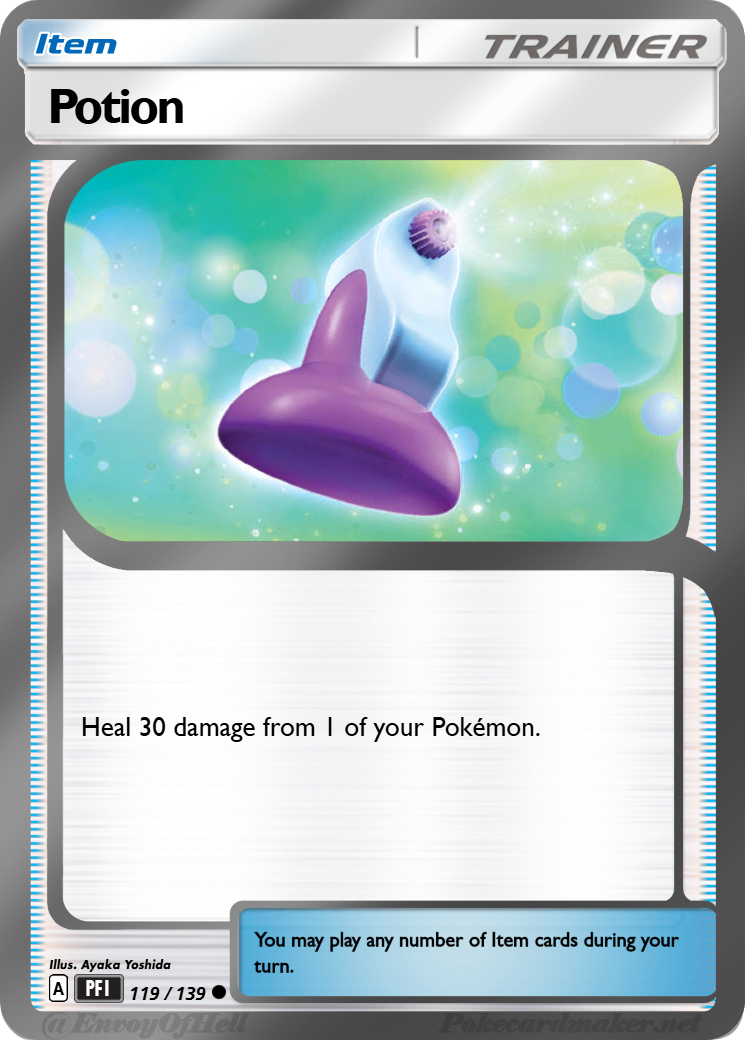 Item
TRAINER
Potion
Heal 30 damage from 1 of your Pokémon.
You may play any number of Item cards during your
turn.
Illus. Ayaka Yoshida
A PFI 119 / 139
@EnvoyOfHell
Pokecardmaker.net